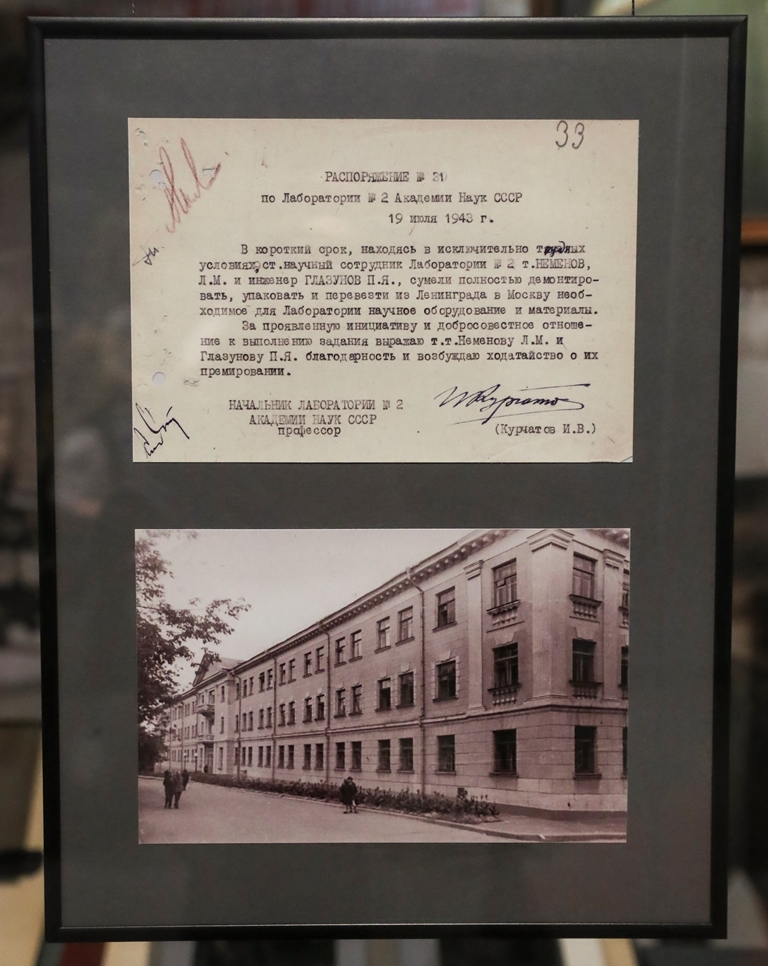 33
РАСПОРЯЖЕНИЕ № 31
по Лаборатории № 2 Академии Наук СССР
19 июля 1943 г.
В короткий срок, находясь в исключительно трудных
условиях, ст.научный сотрудник Лаборатории № 2 т.НЕМЕНОВ,
Л.М. и инженер ГЛАЗУНОВ П.Я., сумели полностью демонтиро-
вать, упаковать и перевезти из Ленинграда в Москву необ-
ходимое для Лаборатории научное оборудование и материалы.
За проявленную инициативу и добросовестное отноше-
ние к выполнению задания выражаю т.т.Неменову Л.М. и
Глазунову П.Я. благодарность и возбуждаю ходатайство о их
премировании.
НАЧАЛЬНИК ЛАБОРАТОРИИ № 2
АКАДЕМИИ НАУК СССР
профессор
(Курчатов И.В.)